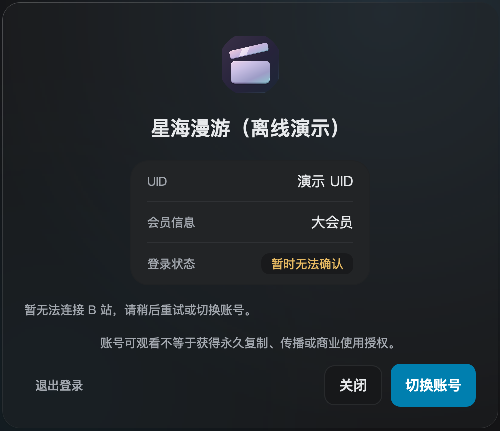 星海漫游（离线演示）
UID 演示 UID
会员信息 大会员
登录状态 暂时无法确认
暂无法连接 B 站，请稍后重试或切换账号。
账号可观看不等于获得永久复制、传播或商业使用授权。
退出登录 关闭 切换账号